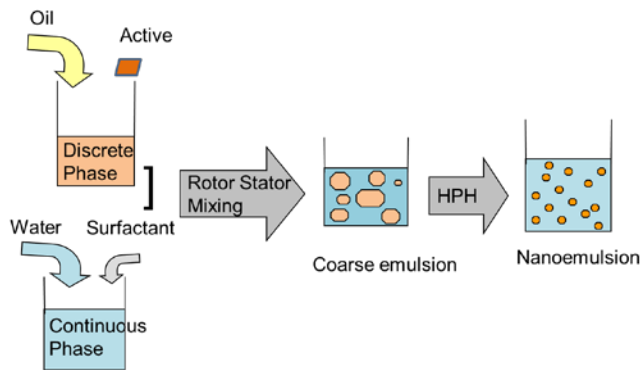 Oil
Active
Discrete
Phase
Water
Surfactant
Continuous
Phase
Rotor Stator
Mixing
Coarse emulsion
HPH
Nanoemulsion